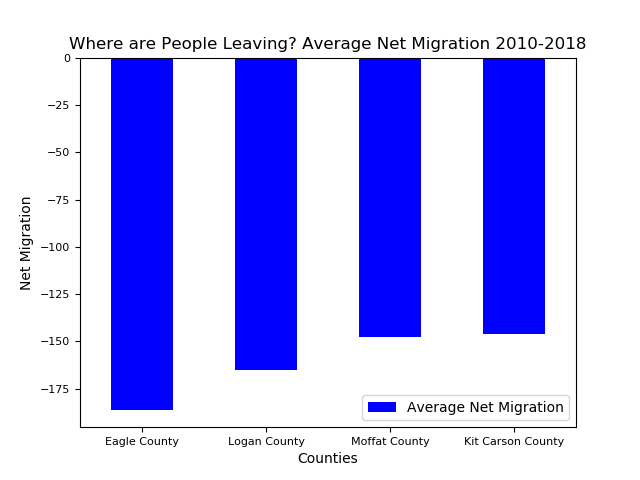 Where are People Leaving? Average Net Migration 2010-2018
0
−25
−50
−75
−100
−125
−150
−175
Net Migration
Average Net Migration
Eagle County
Logan County
Moffat County
Kit Carson County
Counties